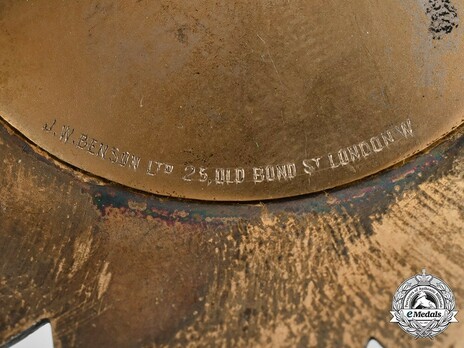 J.W.BENSON LTD 25, OLD BOND ST LONDON W
eMedals